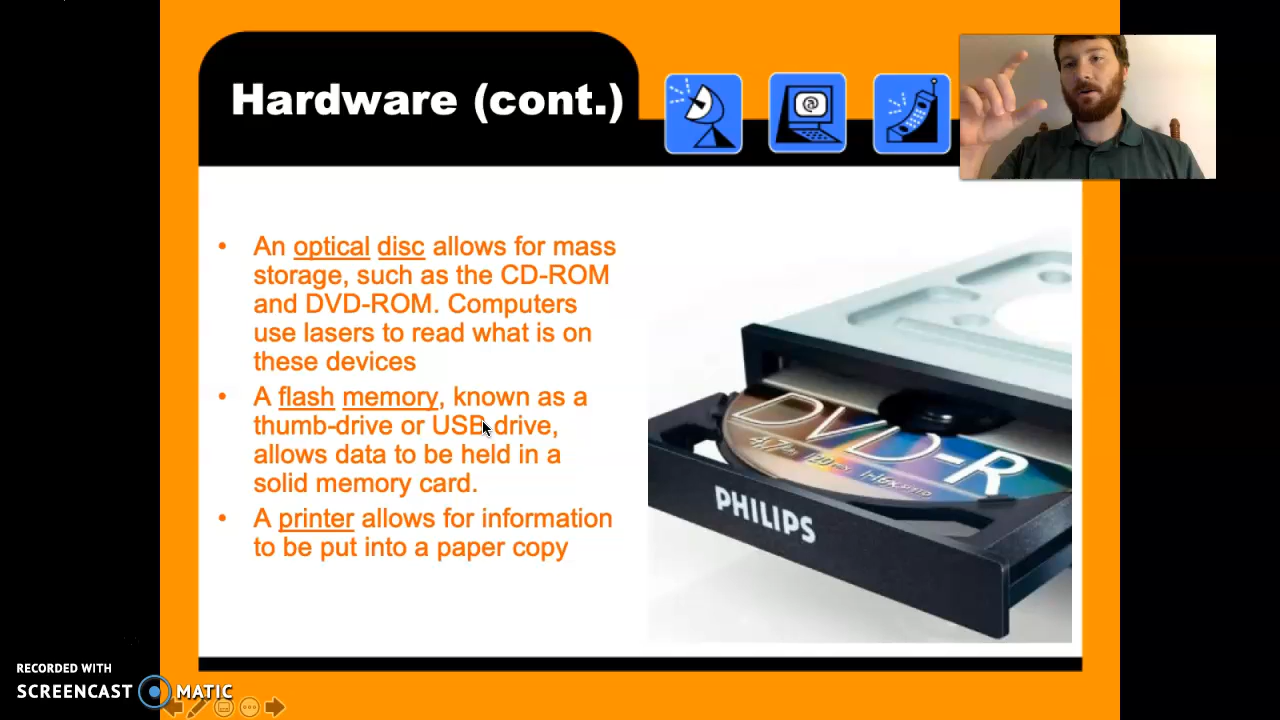 Hardware (cont.)
• An optical disc allows for mass
storage, such as the CD-ROM
and DVD-ROM. Computers
use lasers to read what is on
these devices
• A flash memory, known as a
thumb-drive or USB drive,
allows data to be held in a
solid memory card.
• A printer allows for information
to be put into a paper copy
DVD-R
PHILIPS
RECORDED WITH
SCREENCAST MATIC